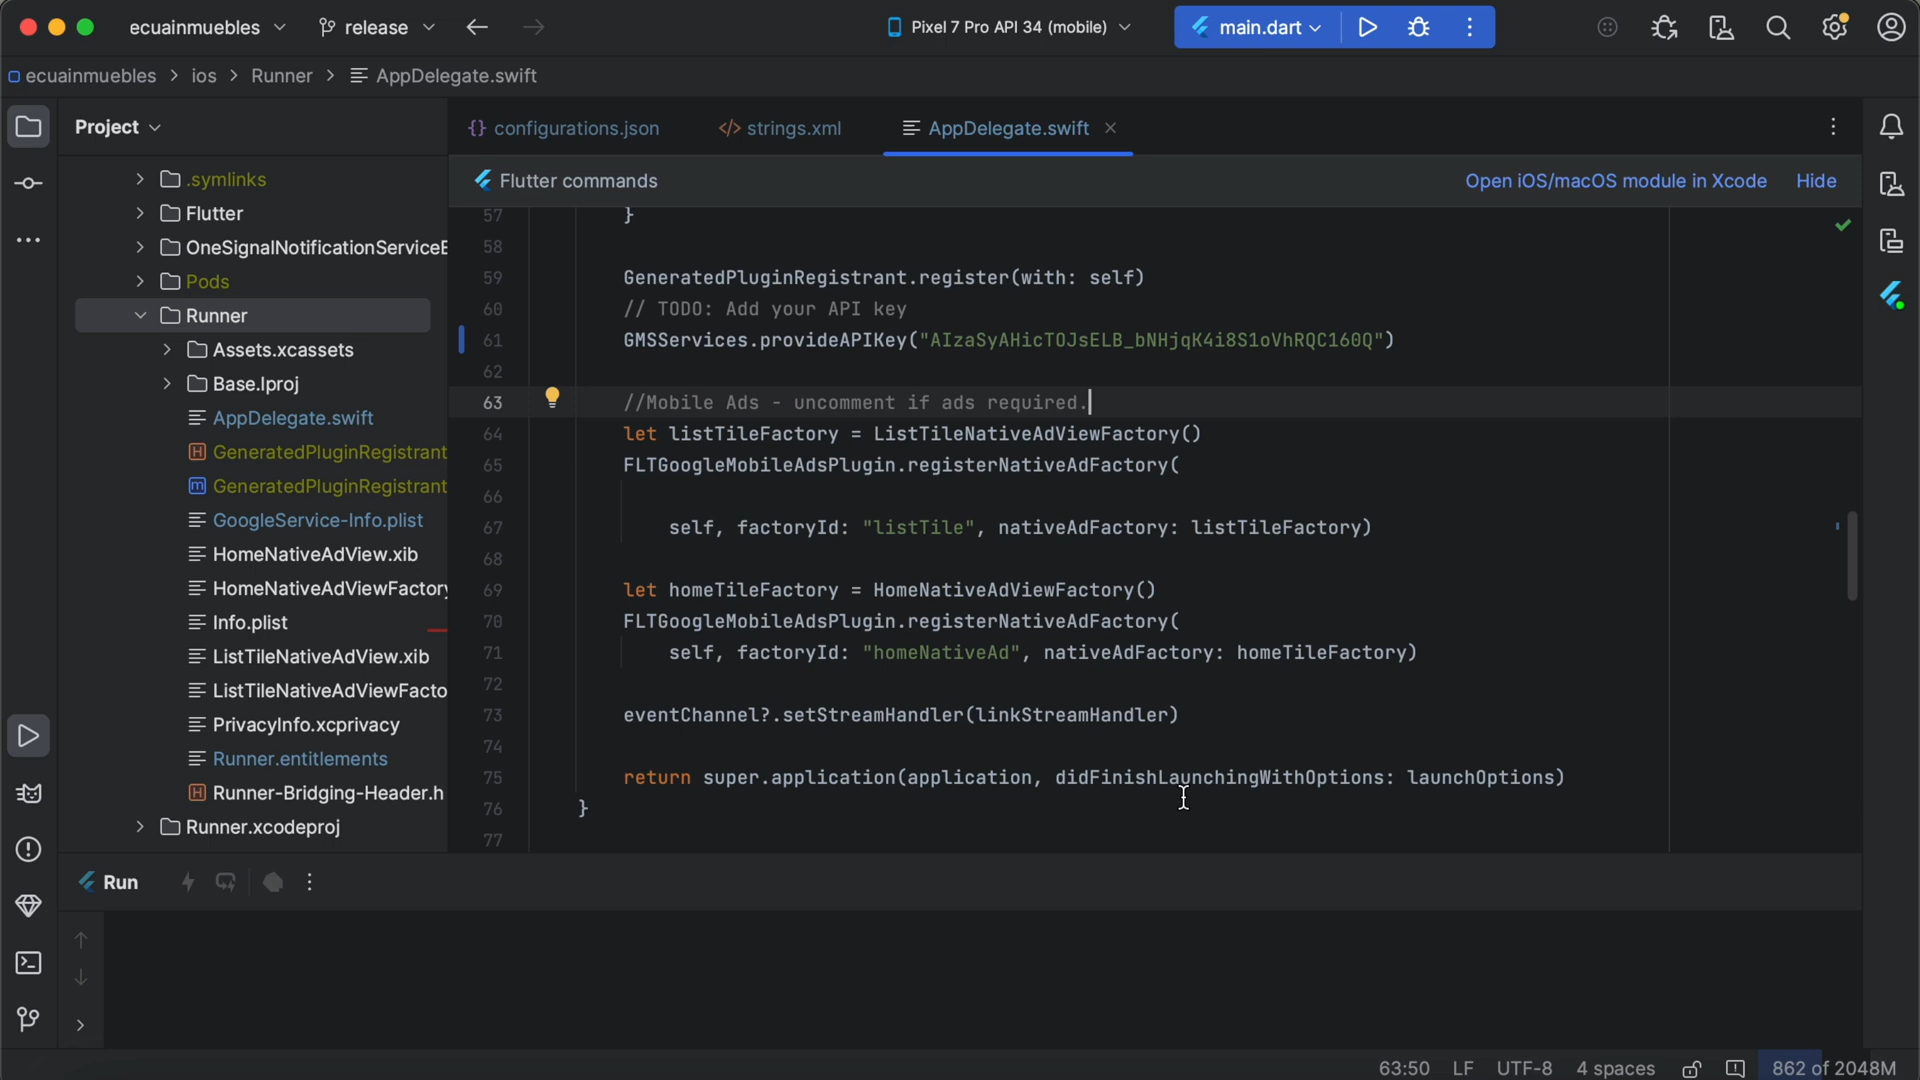 ecuainmuebles
release
Pixel 7 Pro API 34 (mobile)
main.dart
ecuainmuebles > ios > Runner > AppDelegate.swift
Project
configurations.json
strings.xml
AppDelegate.swift
.symlinks
Flutter
OneSignalNotificationServiceE
Pods
Runner
Assets.xcassets
Base.lproj
AppDelegate.swift
GeneratedPluginRegistrant
GeneratedPluginRegistrant
GoogleService-Info.plist
HomeNativeAdView.xib
HomeNativeAdViewFactory
Info.plist
ListTileNativeAdView.xib
ListTileNativeAdViewFacto
PrivacyInfo.xcprivacy
Runner.entitlements
Runner-Bridging-Header.h
Runner.xcodeproj
Flutter commands
Open iOS/macOS module in Xcode
Hide
57 }
58
59 GeneratedPluginRegistrant.register(with: self)
60 // TODO: Add your API key
61 GMSServices.provideAPIKey("AIzaSyAHicTOJsELB_bNHjqK4i8S1oVhRQC160Q")
62
63 //Mobile Ads - uncomment if ads required.
64 let listTileFactory = ListTileNativeAdViewFactory()
65 FLTGoogleMobileAdsPlugin.registerNativeAdFactory(
66
67 self, factoryId: "listTile", nativeAdFactory: listTileFactory)
68
69 let homeTileFactory = HomeNativeAdViewFactory()
70 FLTGoogleMobileAdsPlugin.registerNativeAdFactory(
71 self, factoryId: "homeNativeAd", nativeAdFactory: homeTileFactory)
72
73 eventChannel?.setStreamHandler(linkStreamHandler)
74
75 return super.application(application, didFinishLaunchingWithOptions: launchOptions)
76 }
77
Run
63:50 LF UTF-8 4 spaces 862 of 2048M